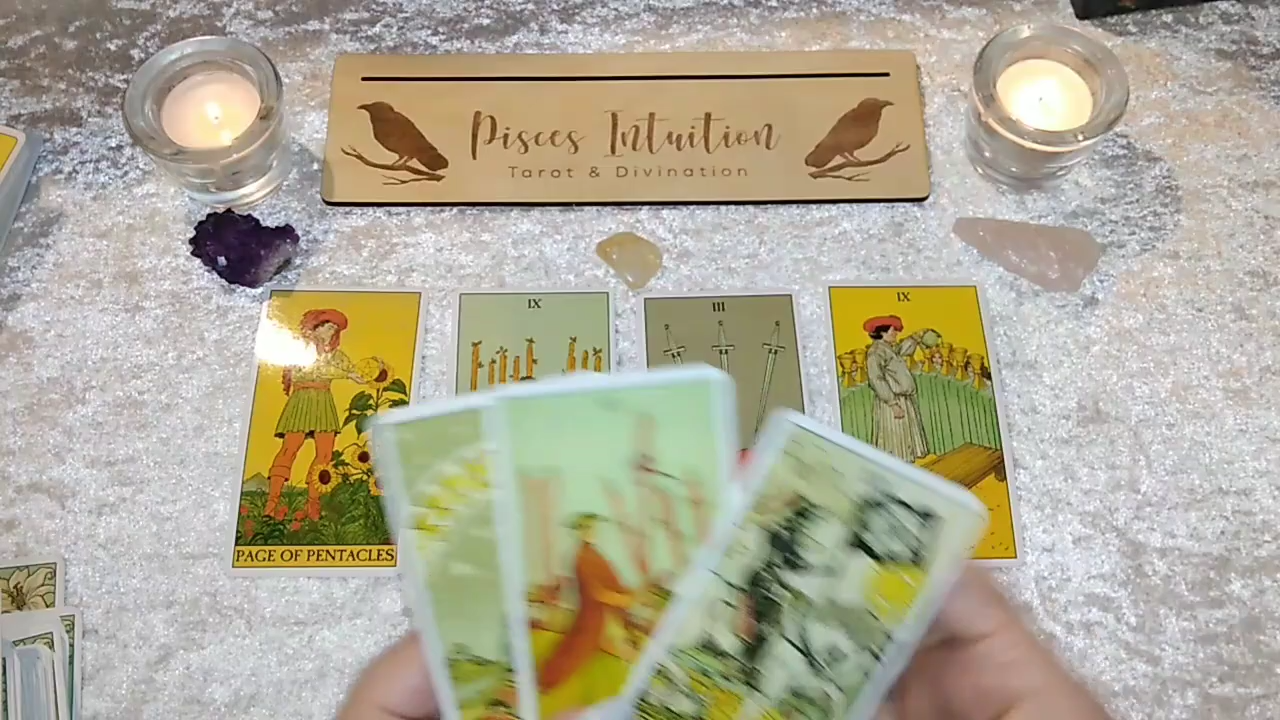 Pisces Intuition
Tarot & Divination
IX
III
IX
PAGE OF PENTACLES